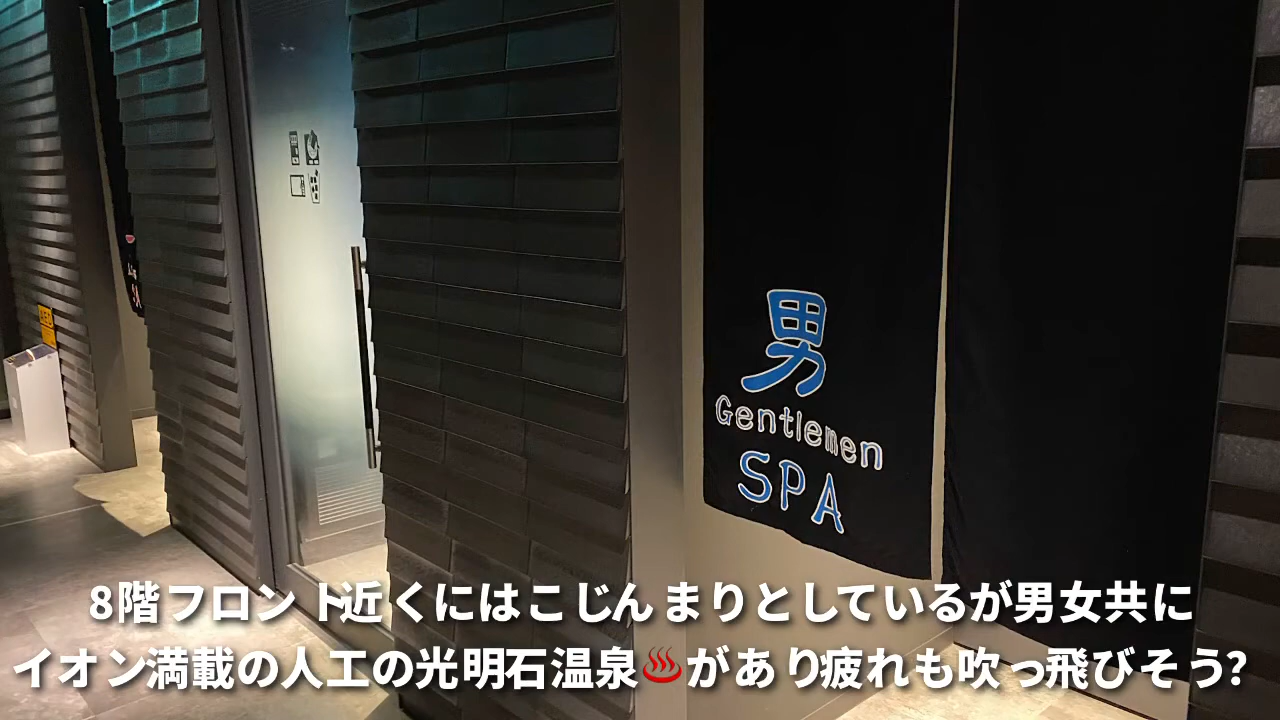 男
Gentlemen
SPA
8階フロント近くにはこじんまりとしているが男女共に
イオン満載の人工の光明石温泉♨があり疲れも吹っ飛びそう?